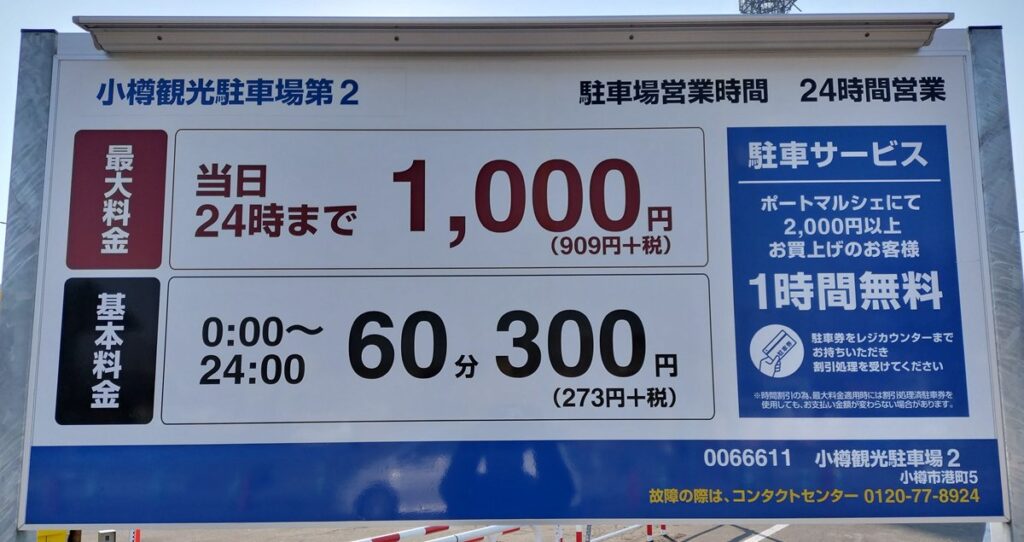 小樽観光駐車場第2
駐車場営業時間 24時間営業
最大料金
当日
24時まで
1,000円
(909円+税)
基本料金
0:00~
24:00
60分 300円
(273円+税)
駐車サービス
ポートマルシェにて
2,000円以上
お買上げのお客様
1時間無料
駐車券をレジカウンターまで
お持ちいただき
割引処理を受けてください
※時間割引の為、最大料金適用時には割引処理済駐車券を
使用しても、お支払い金額が変わらない場合があります。
0066611 小樽観光駐車場2
小樽市港町5
故障の際は、コンタクトセンター 0120-77-8924